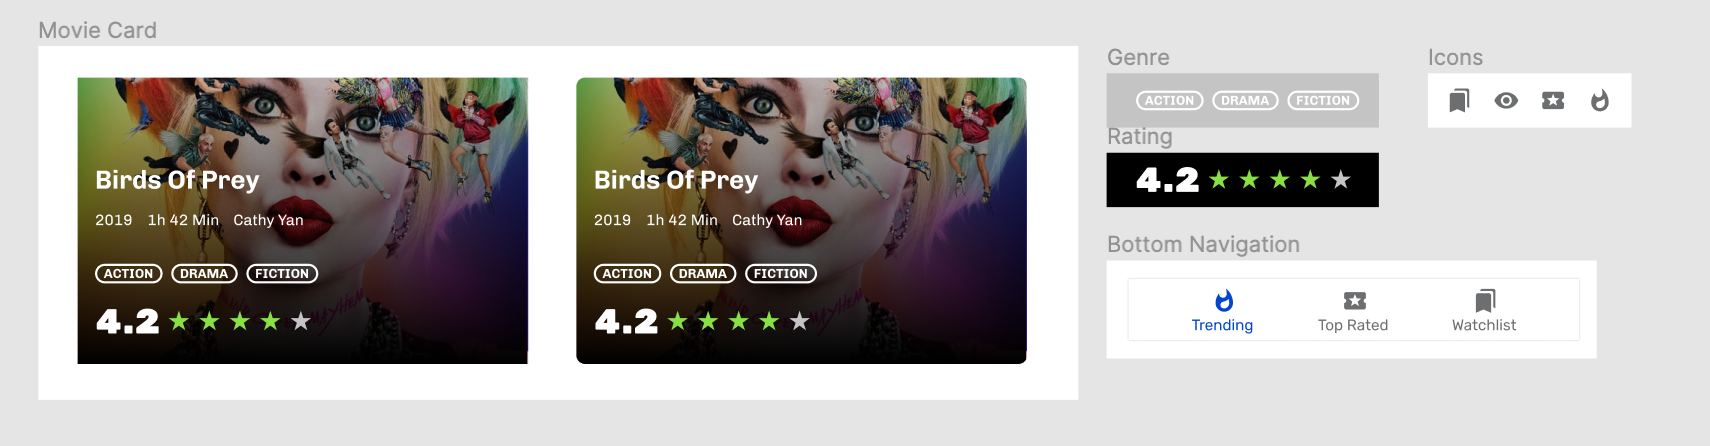 Movie Card
Birds Of Prey
2019 1h 42 Min Cathy Yan
ACTION DRAMA FICTION
4.2
Birds Of Prey
2019 1h 42 Min Cathy Yan
ACTION DRAMA FICTION
4.2
Genre
ACTION DRAMA FICTION
Rating
4.2
Icons
Bottom Navigation
Trending Top Rated Watchlist